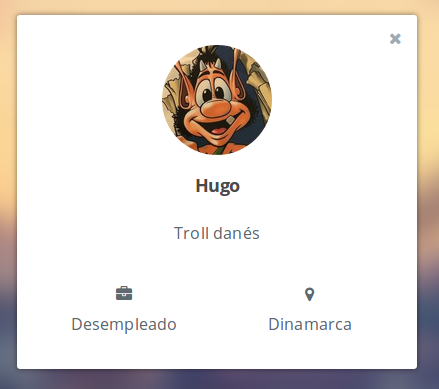 Hugo
Troll danés
Desempleado
Dinamarca